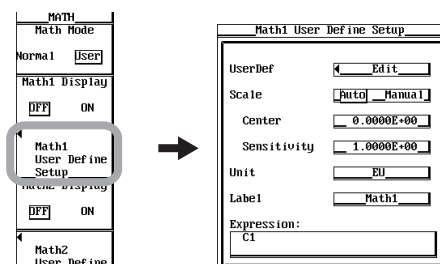 MATH
Math Mode
Normal User
Math1 Display
OFF ON
Math1
User Define
Setup
Math2 Display
OFF ON
Math2
User Define
Math1 User Define Setup
UserDef Edit
Scale Auto Manual
Center 0.0000E+00
Sensitivity 1.0000E+00
Unit EU
Label Math1
Expression:
C1